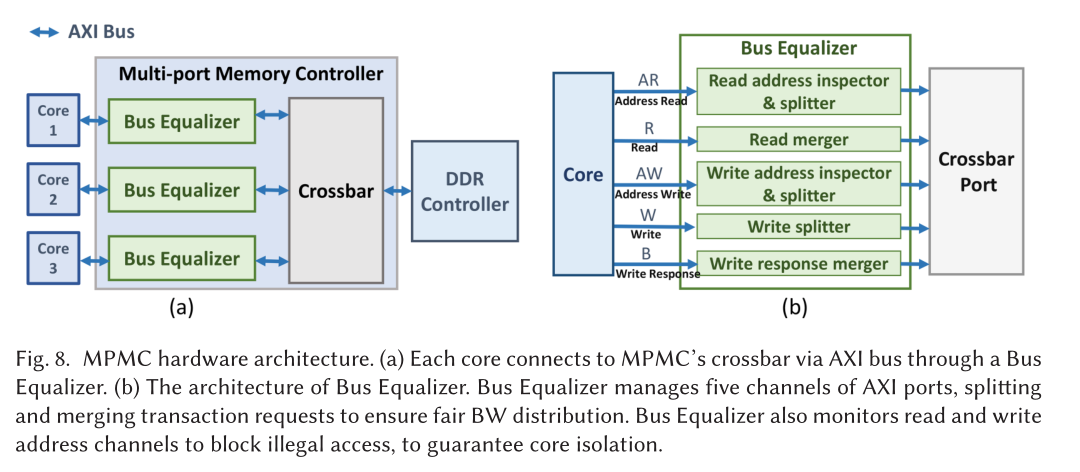 AXI Bus
Multi-port Memory Controller
Core
1
Bus Equalizer
Core
2
Bus Equalizer
Core
3
Bus Equalizer
Crossbar
DDR
Controller
(a)
Bus Equalizer
Core
AR
Address Read
Read address inspector
& splitter
R
Read
Read merger
AW
Address Write
Write address inspector
& splitter
W
Write
Write splitter
B
Write Response
Write response merger
Crossbar
Port
(b)
Fig. 8. MPMC hardware architecture. (a) Each core connects to MPMC's crossbar via AXI bus through a Bus
Equalizer. (b) The architecture of Bus Equalizer. Bus Equalizer manages five channels of AXI ports, splitting
and merging transaction requests to ensure fair BW distribution. Bus Equalizer also monitors read and write
address channels to block illegal access, to guarantee core isolation.